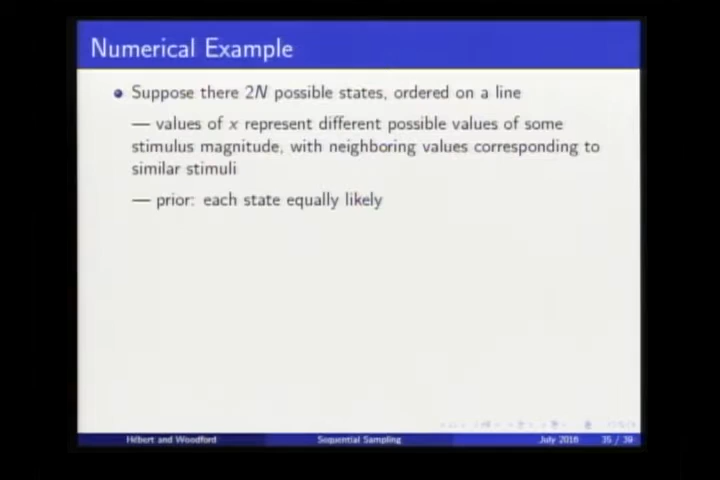 Numerical Example
Suppose there 2N possible states, ordered on a line
— values of x represent different possible values of some
stimulus magnitude, with neighboring values corresponding to
similar stimuli
— prior: each state equally likely
Hébert and Woodford
Sequential Sampling
July 2018
35 / 39